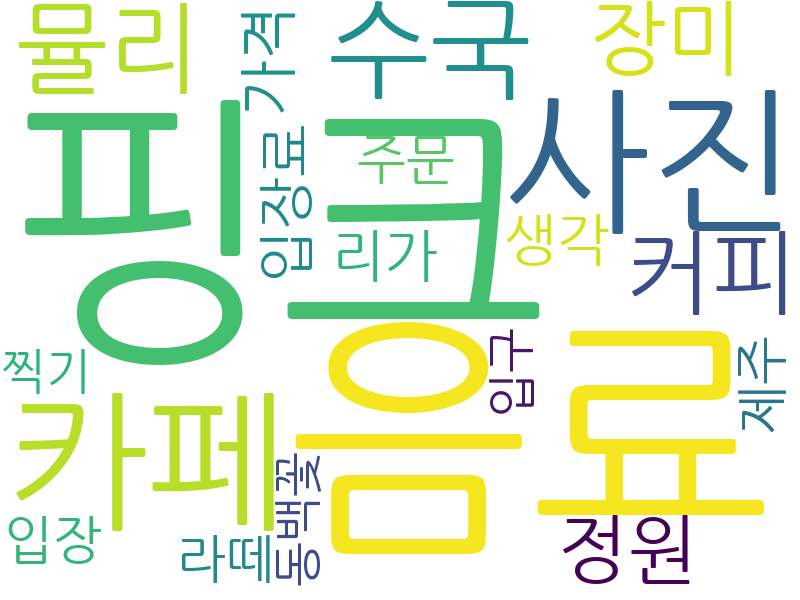 뮬리
가격
수국
장미
핑크
사진
주문
입장료
리가
생각
커피
음료
찍기
카페
입구
제주
입장
라떼
동백꽃
정원